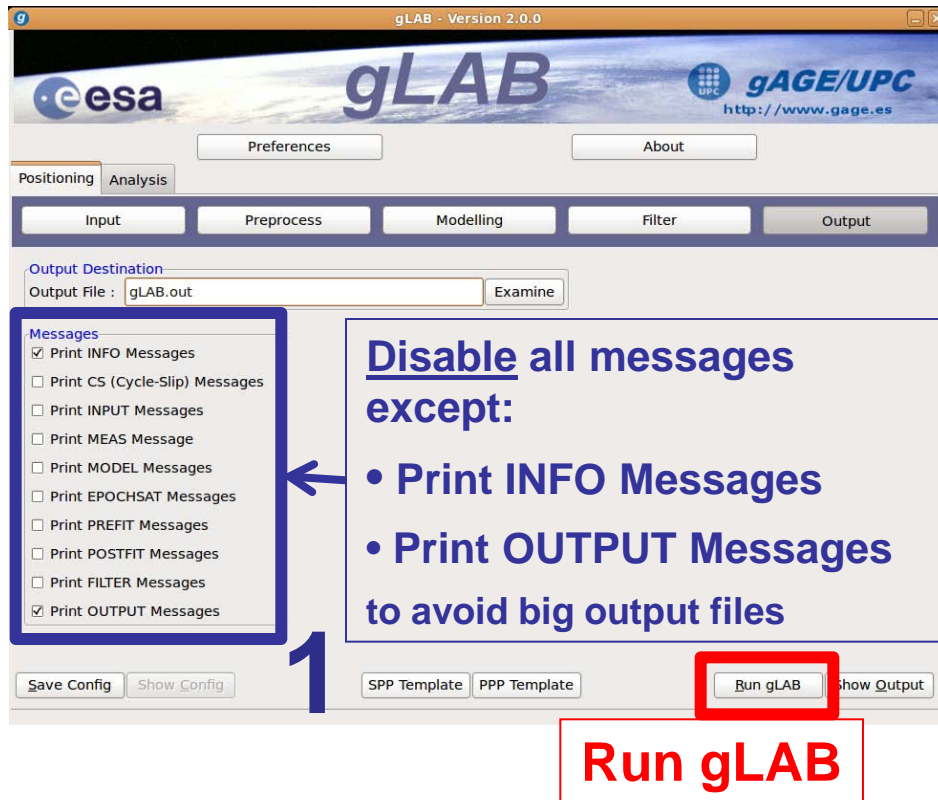 gLAB - Version 2.0.0
esa
gLAB
UPC
gAGE/UPC
http://www.gage.es
Preferences
About
Positioning
Analysis
Input
Preprocess
Modelling
Filter
Output
Output Destination
Output File :
gLAB.out
Examine
Messages
Print INFO Messages
Print CS (Cycle-Slip) Messages
Print INPUT Messages
Print MEAS Message
Print MODEL Messages
Print EPOCHSAT Messages
Print PREFIT Messages
Print POSTFIT Messages
Print FILTER Messages
Print OUTPUT Messages
Disable all messages
except:
• Print INFO Messages
• Print OUTPUT Messages
to avoid big output files
1
Save Config
Show Config
SPP Template
PPP Template
Run gLAB
Show Output
Run gLAB